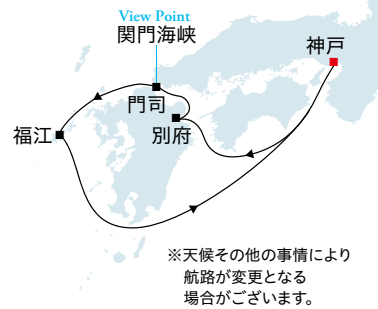 View Point
関門海峡
神戸
門司
別府
福江
※天候その他の事情により
航路が変更となる
場合がございます。